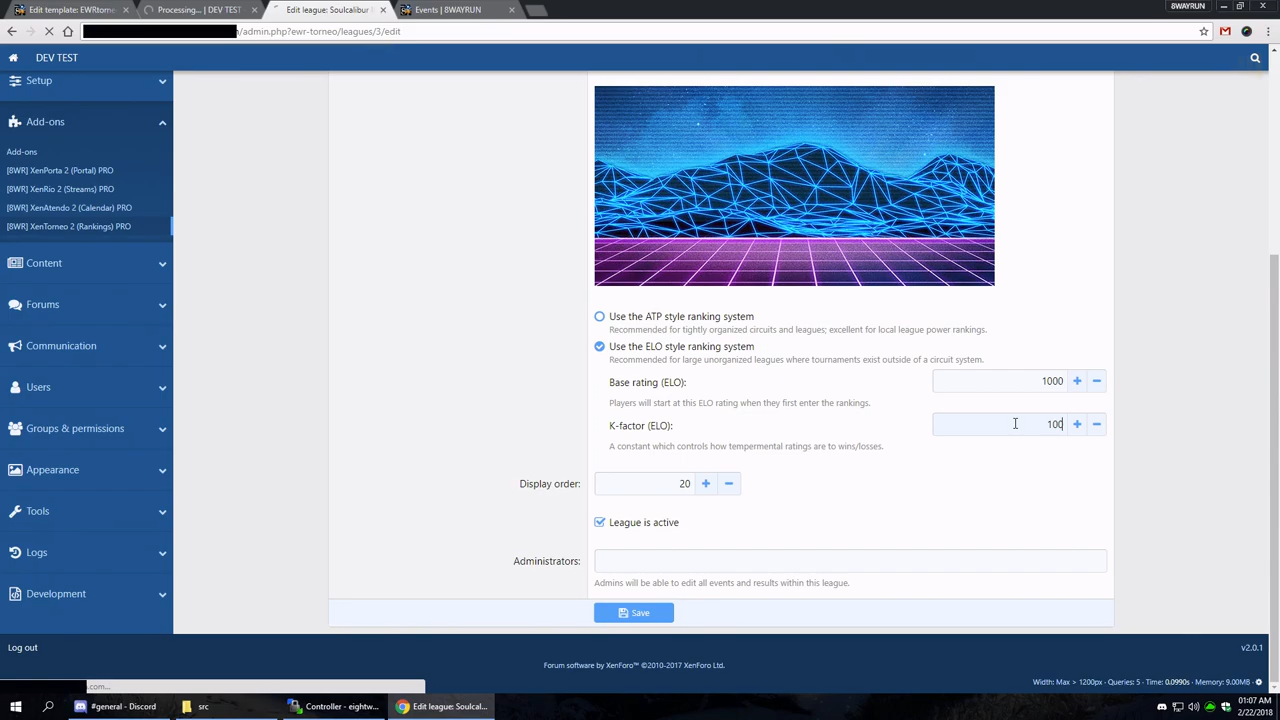 Edit template: EWRtorne
Processing... | DEV TEST
Edit league: Soulcalibur
Events | 8WAYRUN
8WAYRUN
/admin.php?ewr-torneo/leagues/3/edit
DEV TEST
Setup
Add-ons
Add-ons
[8WR] XenPorta 2 (Portal) PRO
[8WR] XenRio 2 (Streams) PRO
[8WR] XenAtendo 2 (Calendar) PRO
[8WR] XenTorneo 2 (Rankings) PRO
Content
Forums
Communication
Users
Groups & permissions
Appearance
Tools
Logs
Development
Log out
Use the ATP style ranking system
Recommended for tightly organized circuits and leagues; excellent for local league power rankings.
Use the ELO style ranking system
Recommended for large unorganized leagues where tournaments exist outside of a circuit system.
Base rating (ELO): 1000
Players will start at this ELO rating when they first enter the rankings.
K-factor (ELO): 100
A constant which controls how tempermental ratings are to wins/losses.
Display order: 20
League is active
Administrators:
Admins will be able to edit all events and results within this league.
Save
v2.0.1
Forum software by XenForo™ ©2010-2017 XenForo Ltd.
Width: Max > 1200px · Queries: 5 · Time: 0.0990s · Memory: 9.00MB
.com...
#general - Discord
src
Controller - eightw...
Edit league: Soulcal...
01:07 AM
2/22/2018